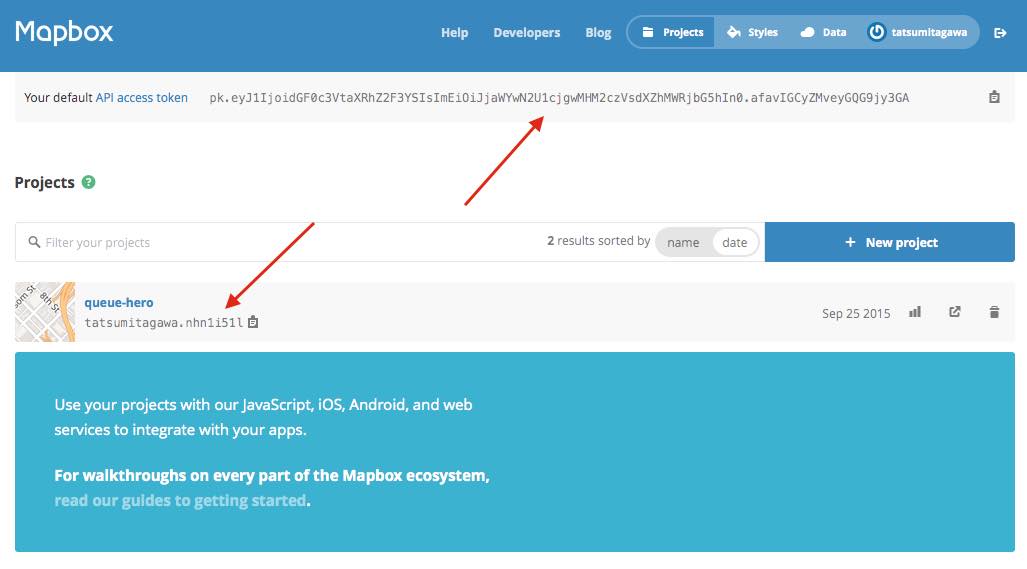 Mapbox
Help Developers Blog Projects Styles Data tatsumitagawa
Your default API access token pk.eyJ1IjoidGF0c3VtaXRhZ2F3YSIsImEiOiJjaWYwN2U1cjgwMHM2czVsdXZhMWRjbG5hIn0.afavIGCyZMveyGQG9jy3GA
Projects ?
Filter your projects 2 results sorted by name date + New project
om St
8th St
queue-hero
tatsumitagawa.nhn1i51l
Sep 25 2015
Use your projects with our JavaScript, iOS, Android, and web
services to integrate with your apps.
For walkthroughs on every part of the Mapbox ecosystem,
read our guides to getting started.